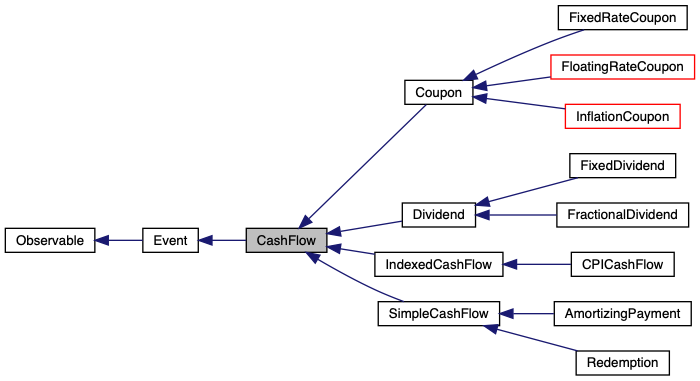 FixedRateCoupon
FloatingRateCoupon
Coupon
InflationCoupon
FixedDividend
Dividend
FractionalDividend
Observable
Event
CashFlow
IndexedCashFlow
CPICashFlow
SimpleCashFlow
AmortizingPayment
Redemption